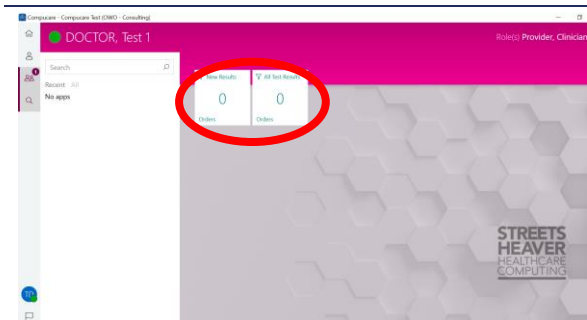 Compucare - Compucare Test (OWO - Consulting)
DOCTOR, Test 1
Role(s) Provider, Clinician
Search
Recent All
No apps
New Results
0
Orders
All Test Results
0
Orders
STREETS
HEAVER
HEALTHCARE
COMPUTING